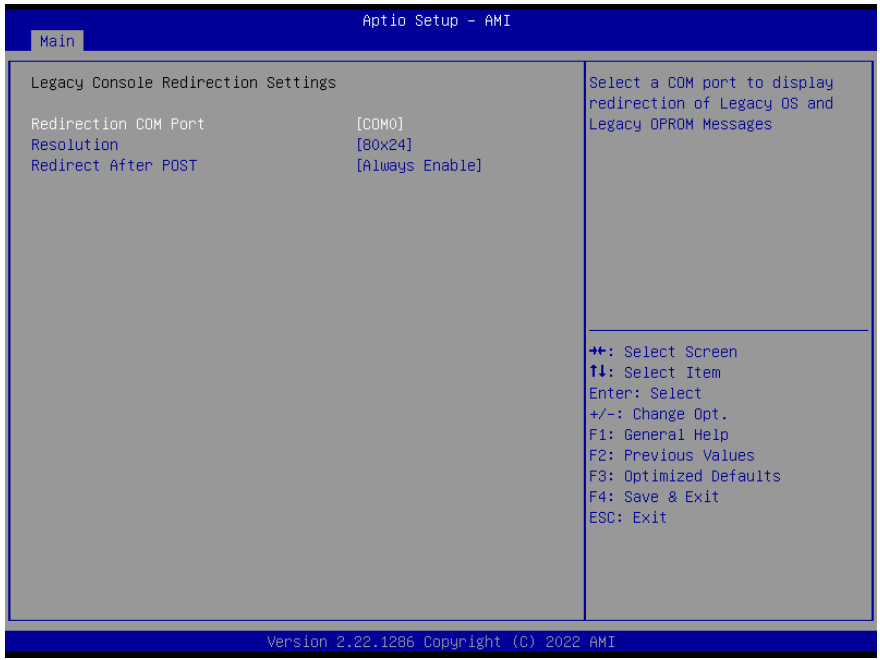 Aptio Setup - AMI
Main
Legacy Console Redirection Settings
Redirection COM Port [COM0]
Resolution [80x24]
Redirect After POST [Always Enable]
Select a COM port to display
redirection of Legacy OS and
Legacy OPROM Messages
→←: Select Screen
↑↓: Select Item
Enter: Select
+/-: Change Opt.
F1: General Help
F2: Previous Values
F3: Optimized Defaults
F4: Save & Exit
ESC: Exit
Version 2.22.1286 Copyright (C) 2022 AMI